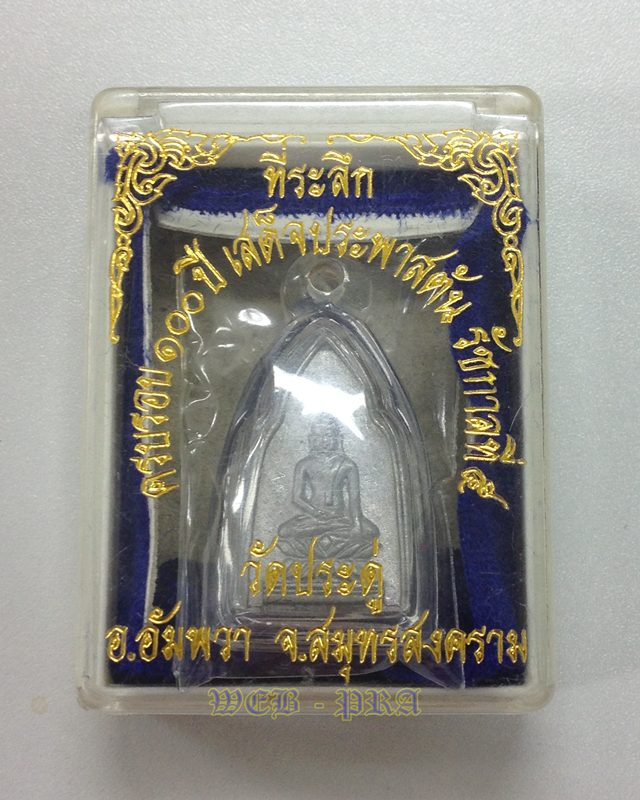 ที่ระลึก
ครบรอบ ๑๐๐ ปี เสด็จประพาสต้น รัชกาลที่ ๕
วัดประดู่
อ.อัมพวา จ.สมุทรสงคราม
WEB - PRA